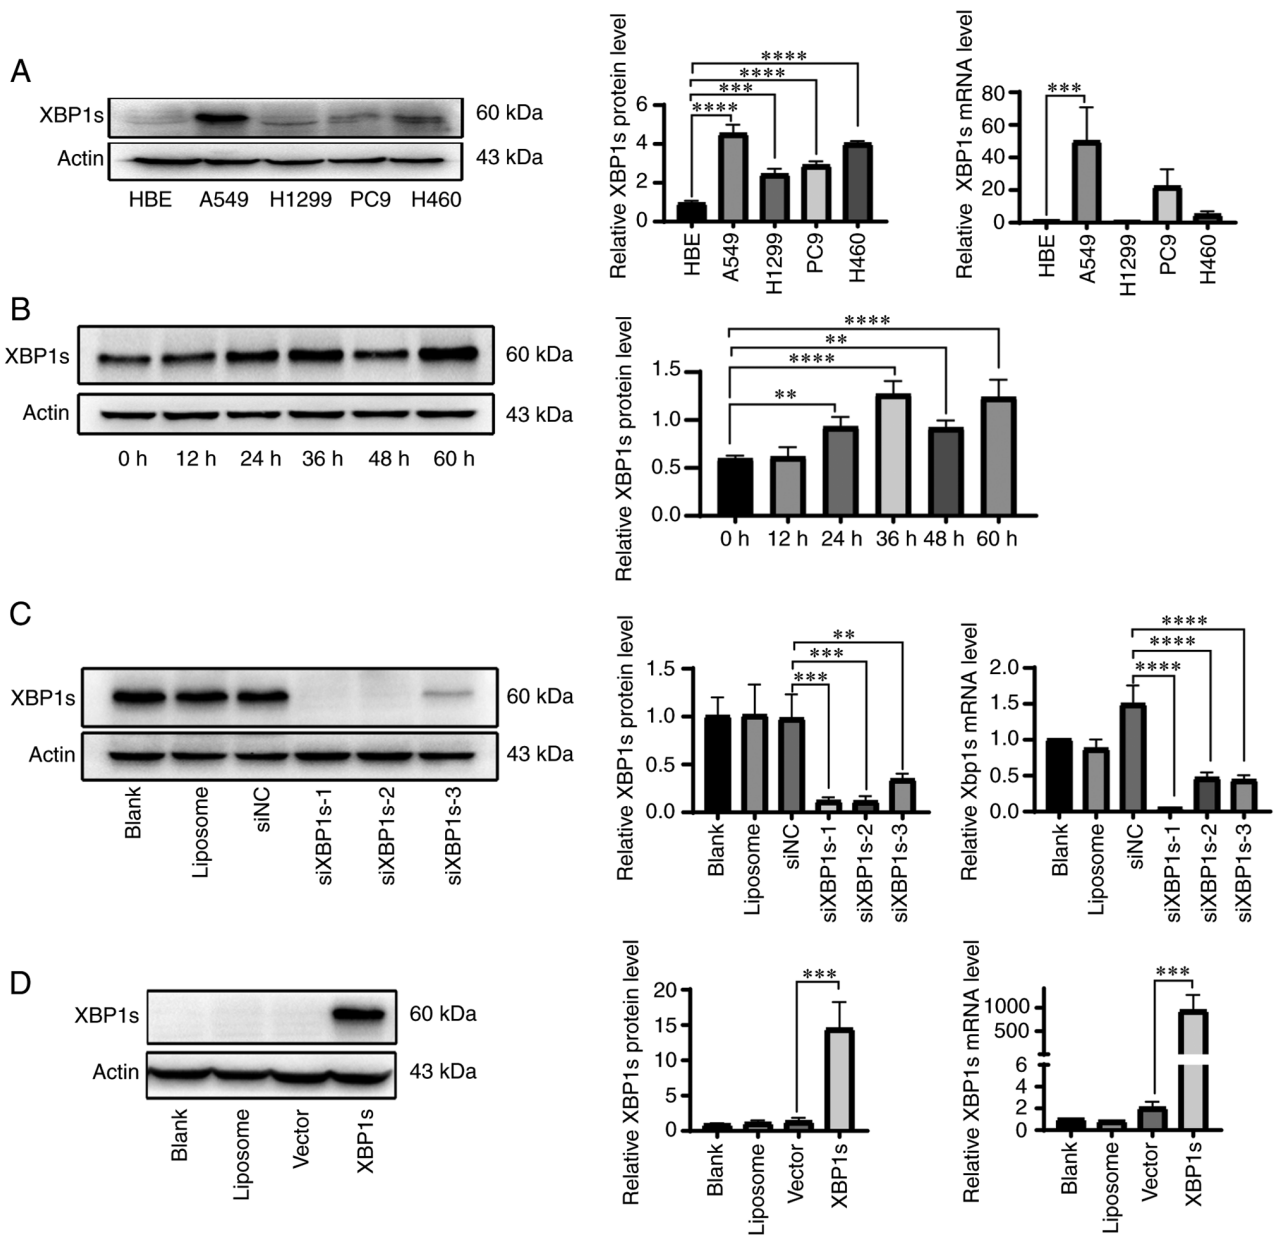 A
XBP1s
60 kDa
Actin
43 kDa
HBE A549 H1299 PC9 H460
Relative XBP1s protein level
6
4
2
0
****
***
****
****
HBE A549 H1299 PC9 H460
Relative XBP1s mRNA level
80
60
40
20
0
***
HBE A549 H1299 PC9 H460
B
XBP1s
60 kDa
Actin
43 kDa
0 h 12 h 24 h 36 h 48 h 60 h
Relative XBP1s protein level
1.5
1.0
0.5
0.0
****
**
****
**
0 h 12 h 24 h 36 h 48 h 60 h
C
XBP1s
60 kDa
Actin
43 kDa
Blank Liposome siNC siXBP1s-1 siXBP1s-2 siXBP1s-3
Relative XBP1s protein level
1.5
1.0
0.5
0.0
**
***
***
Blank Liposome siNC siXBP1s-1 siXBP1s-2 siXBP1s-3
Relative Xbp1s mRNA level
2.0
1.5
1.0
0.5
0.0
****
****
****
Blank Liposome siNC siXBP1s-1 siXBP1s-2 siXBP1s-3
D
XBP1s
60 kDa
Actin
43 kDa
Blank Liposome Vector XBP1s
Relative XBP1s protein level
20
15
10
5
0
***
Blank Liposome Vector XBP1s
Relative XBP1s mRNA level
1000
500
6
4
2
0
***
Blank Liposome Vector XBP1s